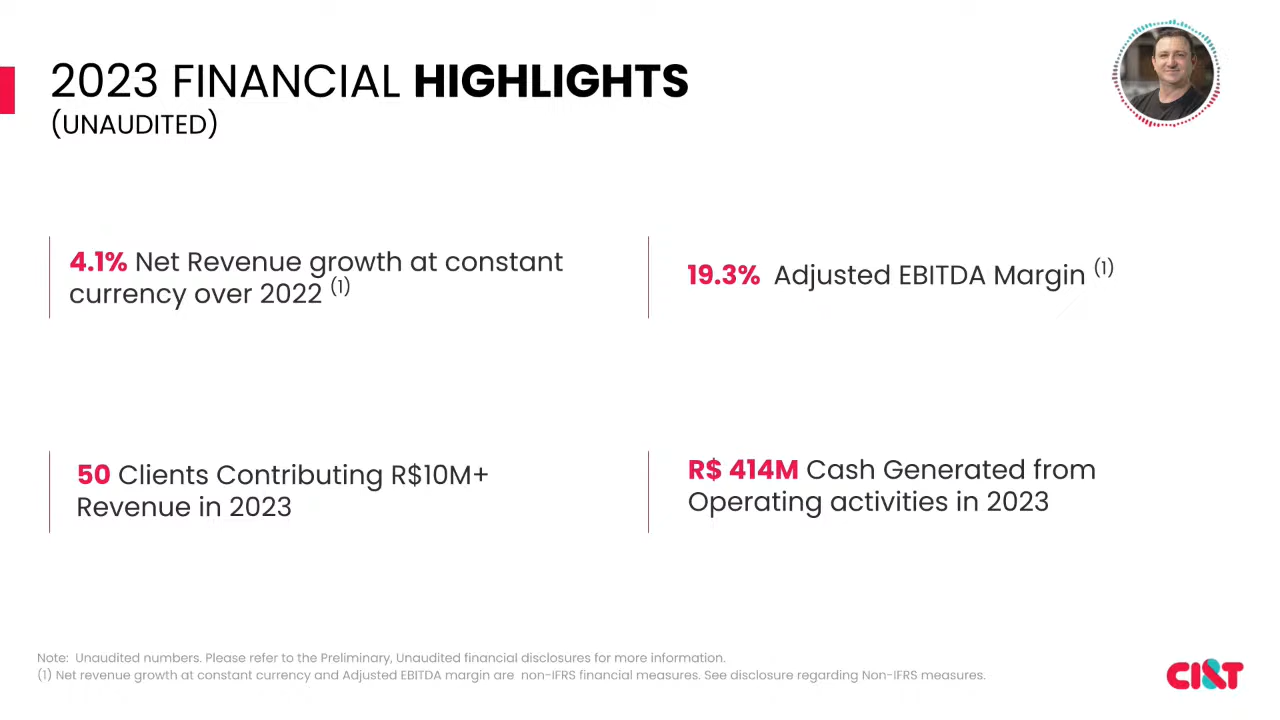 2023 FINANCIAL HIGHLIGHTS
(UNAUDITED)
4.1% Net Revenue growth at constant
currency over 2022 (1)
19.3% Adjusted EBITDA Margin (1)
50 Clients Contributing R$10M+
Revenue in 2023
R$ 414M Cash Generated from
Operating activities in 2023
Note: Unaudited numbers. Please refer to the Preliminary, Unaudited financial disclosures for more information.
(1) Net revenue growth at constant currency and Adjusted EBITDA margin are non-IFRS financial measures. See disclosure regarding Non-IFRS measures.
CI&T